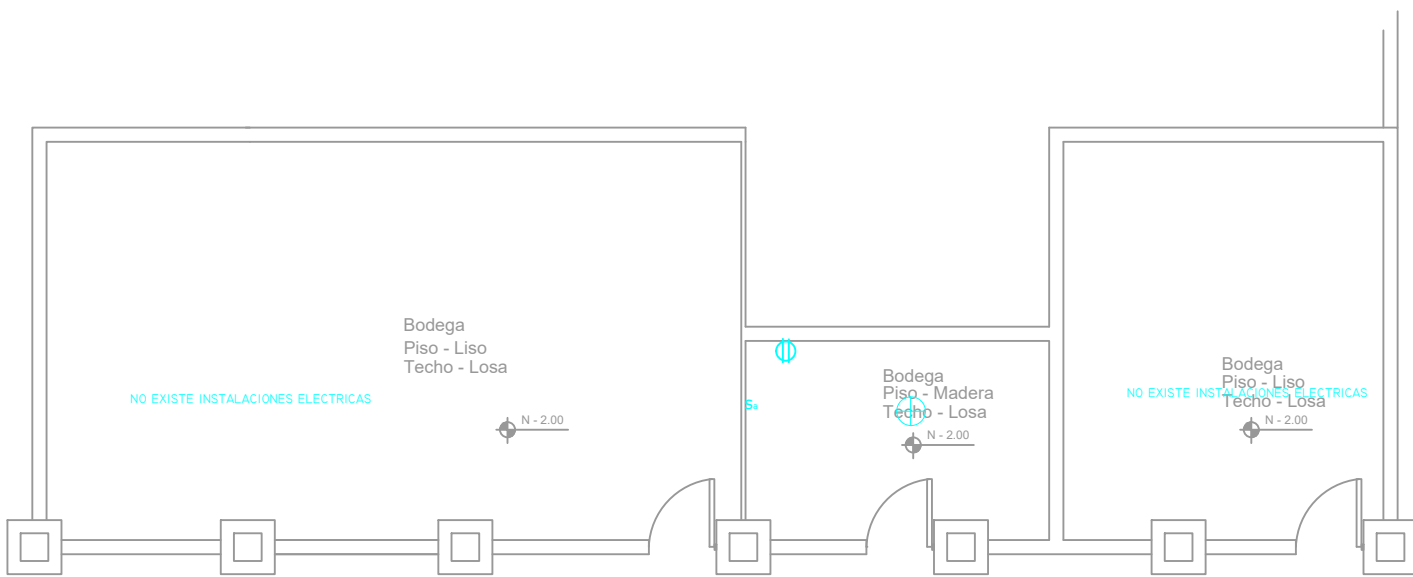 Bodega
Piso - Liso
Techo - Losa
NO EXISTE INSTALACIONES ELECTRICAS
N - 2.00
Sa
Bodega
Piso - Madera
Techo - Losa
N - 2.00
Bodega
Piso - Liso
NO EXISTE INSTALACIONES ELECTRICAS
Techo - Losa
N - 2.00